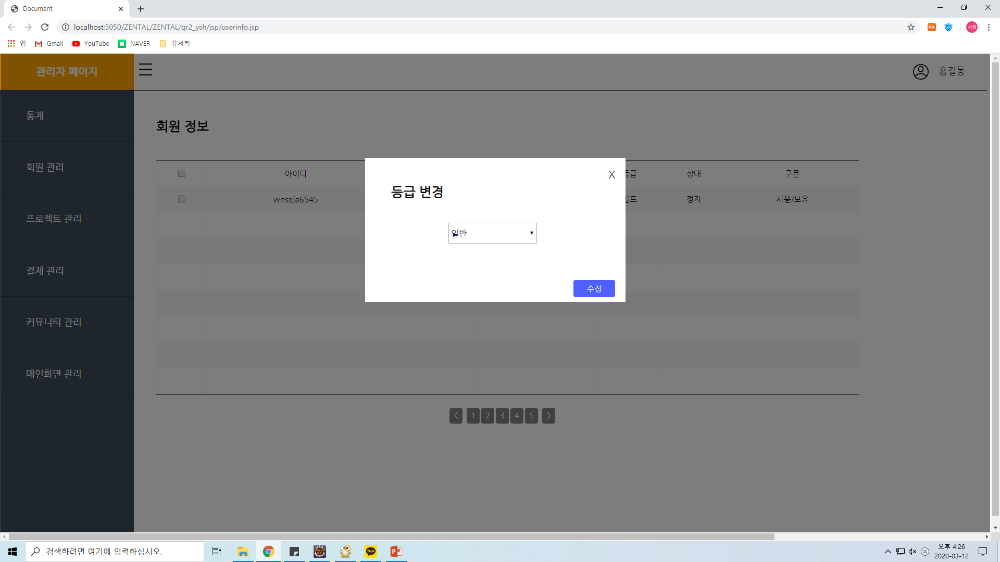 Document
localhost:5050/ZENTAL/ZENTAL/gr2_ysh/jsp/userinfo.jsp
서희
앱 Gmail YouTube NAVER 유서희
관리자 페이지
홍길동
통계
회원 관리
프로젝트 관리
결제 관리
커뮤니티 관리
메인화면 관리
회원 정보
아이디 등급 상태 쿠폰
wnsqja6545 골드 정지 사용/보유
X
등급 변경
일반
수정
1 2 3 4 5
검색하려면 여기에 입력하십시오.
TALK
오후 4:26
2020-03-12